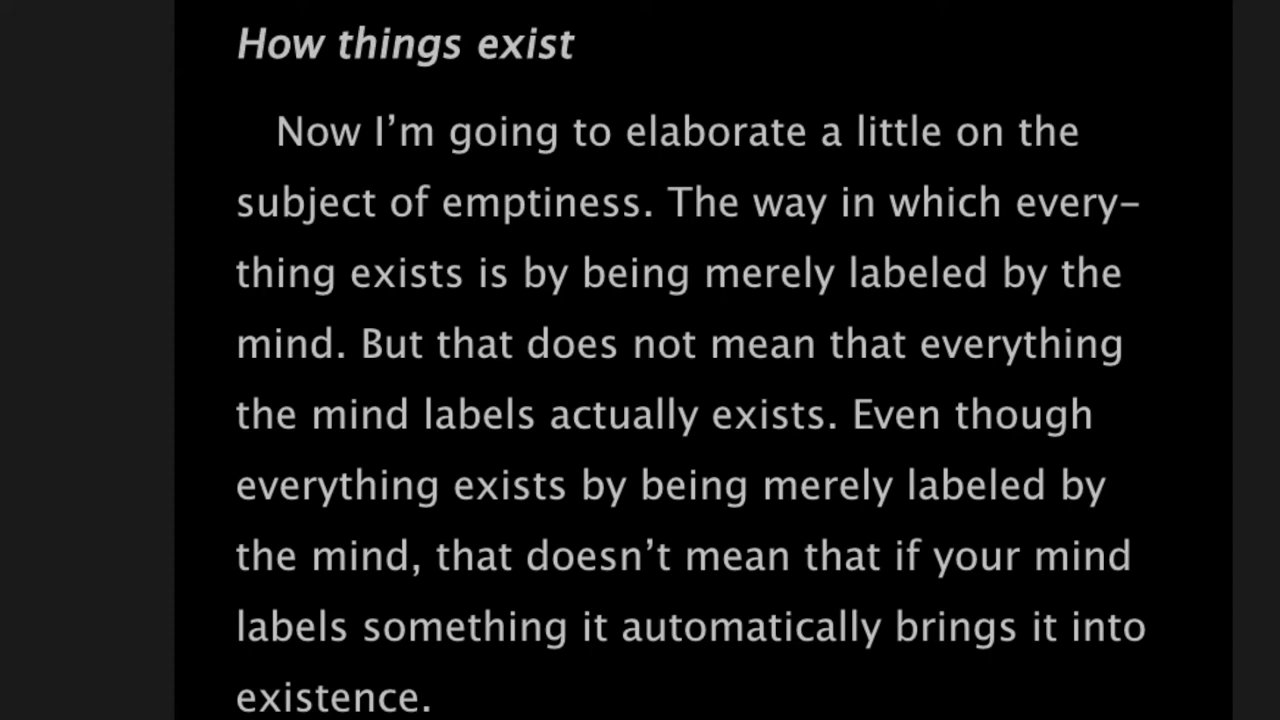 How things exist
Now I’m going to elaborate a little on the
subject of emptiness. The way in which every-
thing exists is by being merely labeled by the
mind. But that does not mean that everything
the mind labels actually exists. Even though
everything exists by being merely labeled by
the mind, that doesn’t mean that if your mind
labels something it automatically brings it into
existence.